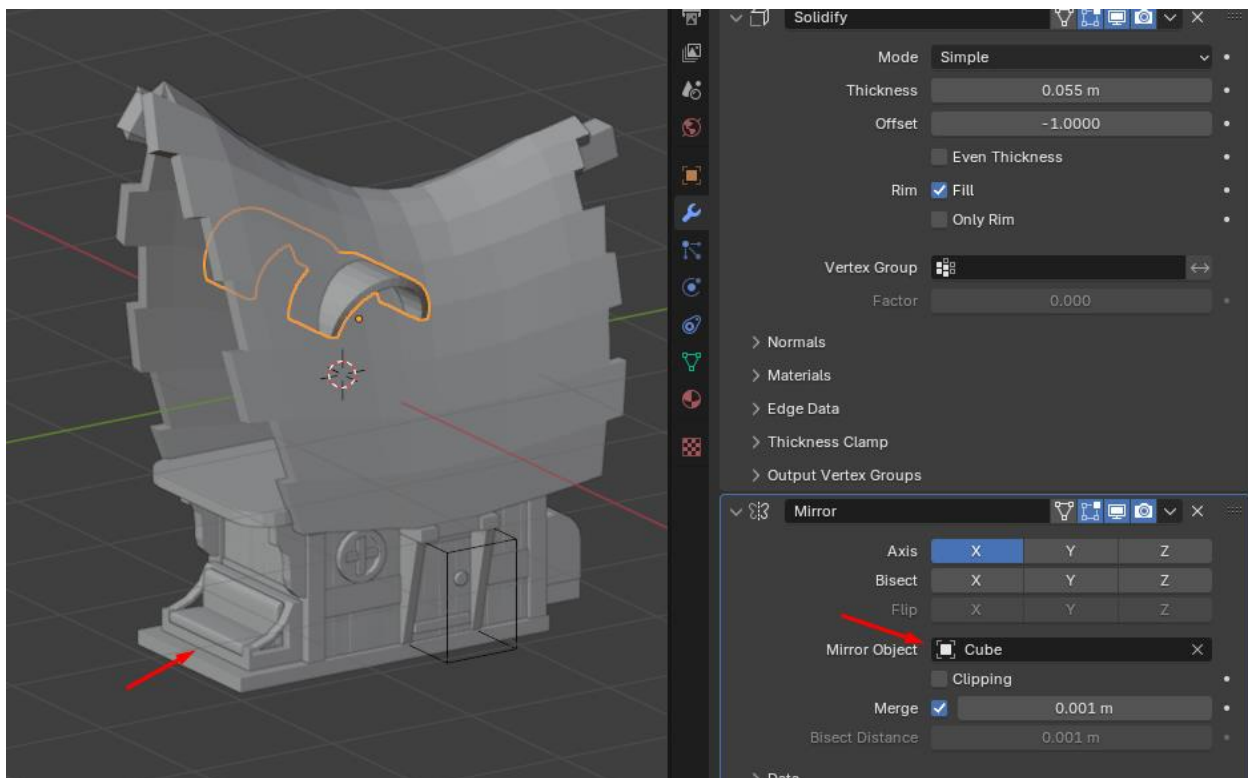 Solidify
Mode Simple
Thickness 0.055 m
Offset -1.0000
Even Thickness
Rim Fill
Only Rim
Vertex Group
Factor 0.000
Normals
Materials
Edge Data
Thickness Clamp
Output Vertex Groups
Mirror
Axis X Y Z
Bisect X Y Z
Flip X Y Z
Mirror Object Cube
Clipping
Merge 0.001 m
Bisect Distance 0.001 m
Data